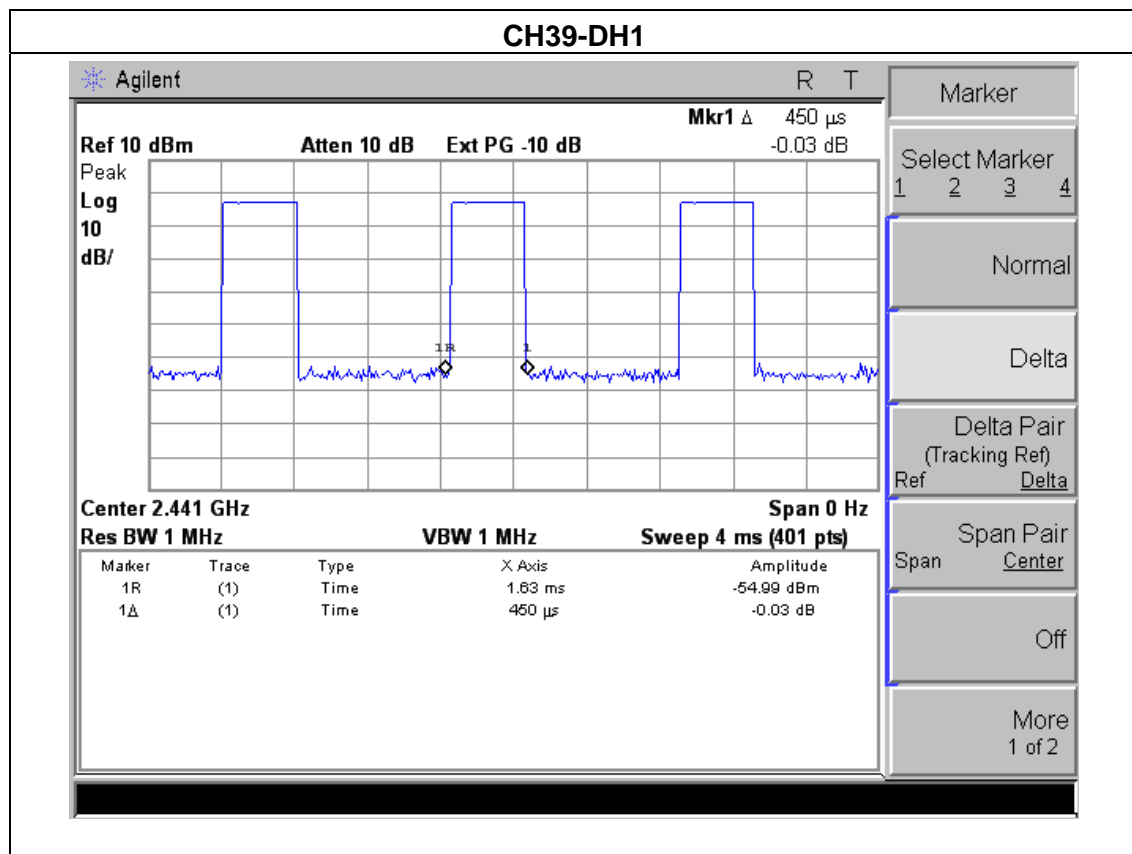 CH39-DH1
Agilent R T
Mkr1 Δ 450 µs
Ref 10 dBm Atten 10 dB Ext PG -10 dB -0.03 dB
Peak
Log
10
dB/
1R 1
Center 2.441 GHz Span 0 Hz
Res BW 1 MHz VBW 1 MHz Sweep 4 ms (401 pts)
Marker Trace Type X Axis Amplitude
1R (1) Time 1.63 ms -54.99 dBm
1Δ (1) Time 450 µs -0.03 dB
Marker
Select Marker
1 2 3 4
Normal
Delta
Delta Pair
(Tracking Ref)
Ref Delta
Span Pair
Span Center
Off
More
1 of 2